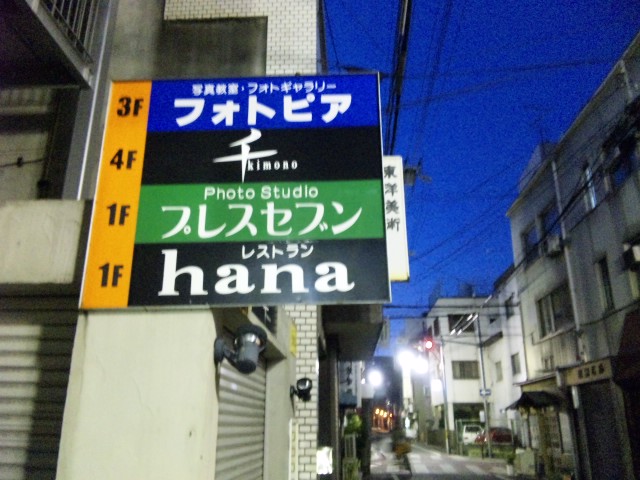 3F
写真教室・フォトギャラリー
フォトピア
4F
千
kimono
1F
Photo Studio
プレスセブン
1F
レストラン
hana
東洋美術